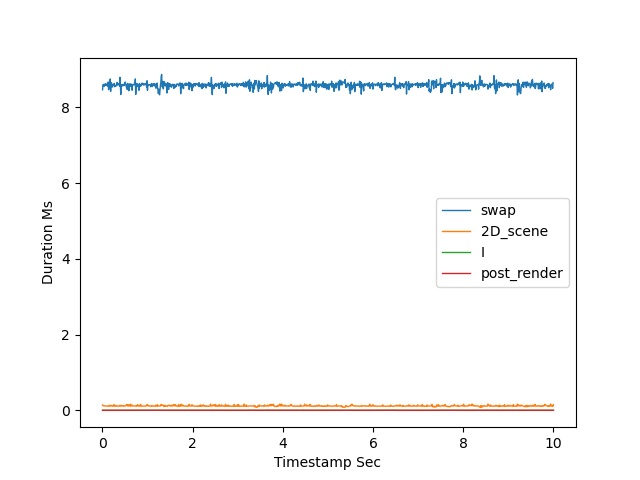 8
6
4
2
0
Duration Ms
swap
2D_scene
I
post_render
0
2
4
6
8
10
Timestamp Sec